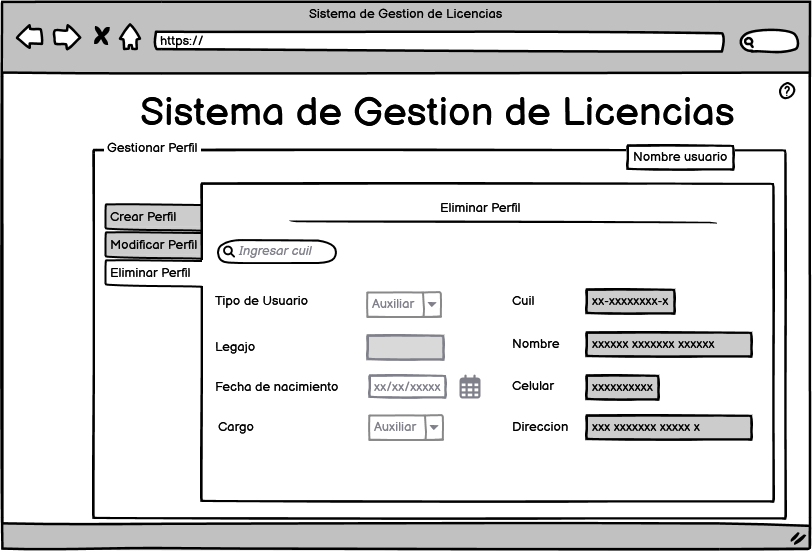 Sistema de Gestion de Licencias
https://
?
Sistema de Gestion de Licencias
Gestionar Perfil
Nombre usuario
Crear Perfil
Modificar Perfil
Eliminar Perfil
Eliminar Perfil
Ingresar cuil
Tipo de Usuario
Auxiliar
Cuil
xx-xxxxxxxx-x
Legajo
Nombre
xxxxxx xxxxxxx xxxxxx
Fecha de nacimiento
xx/xx/xxxxx
Celular
xxxxxxxxxx
Cargo
Auxiliar
Direccion
xxx xxxxxxx xxxxx x